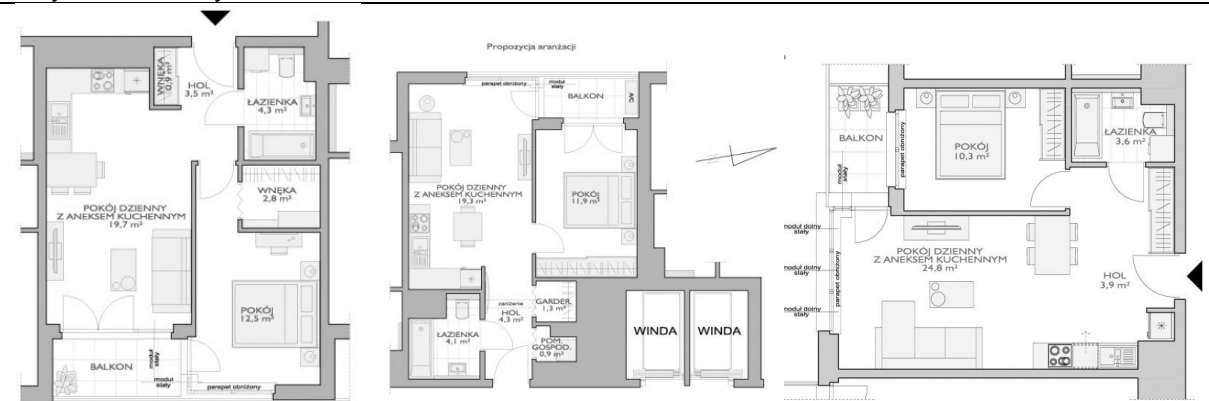 WNĘKA
0,9 m²
HOL
3,5 m²
ŁAZIENKA
4,3 m²
WNĘKA
2,8 m²
POKÓJ DZIENNY
Z ANEKSEM KUCHENNYM
19,7 m²
POKÓJ
12,5 m²
BALKON
moduł
stały
parapet obniżony
Propozycja aranżacji
parapet obniżony
moduł
stały
BALKON
A/C
POKÓJ DZIENNY
Z ANEKSEM KUCHENNYM
19,3 m²
POKÓJ
11,9 m²
zaniżenie
HOL
4,3 m²
GARDER.
1,3 m²
ŁAZIENKA
4,1 m²
POM.
GOSPOD.
0,9 m²
WINDA
WINDA
BALKON
parapet obniżony
moduł
stały
POKÓJ
10,3 m²
ŁAZIENKA
3,6 m²
moduł dolny
stały
moduł dolny
stały
moduł dolny
stały
parapet obniżony
POKÓJ DZIENNY
Z ANEKSEM KUCHENNYM
24,8 m²
HOL
3,9 m²